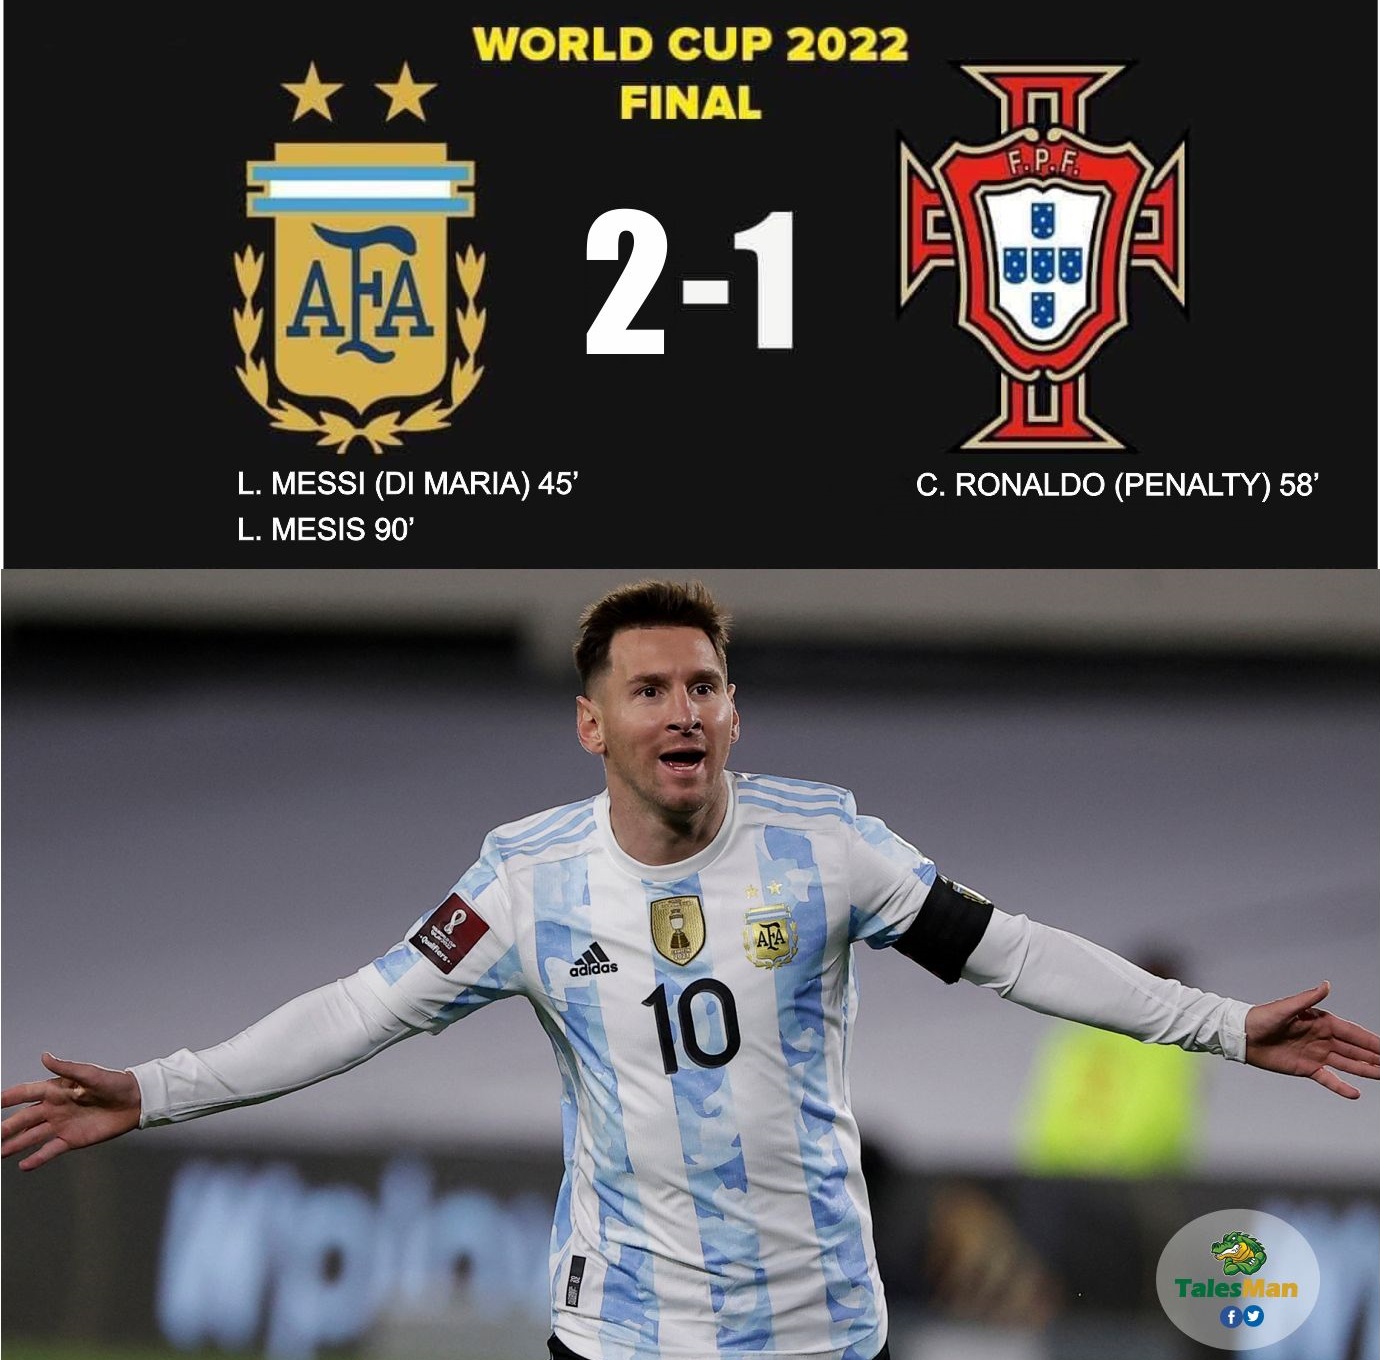 WORLD CUP 2022
FINAL
F.P.F.
AFA
2-1
L. MESSI (DI MARIA) 45’
L. MESIS 90’
C. RONALDO (PENALTY) 58’
adidas
AFA
10
TalesMan